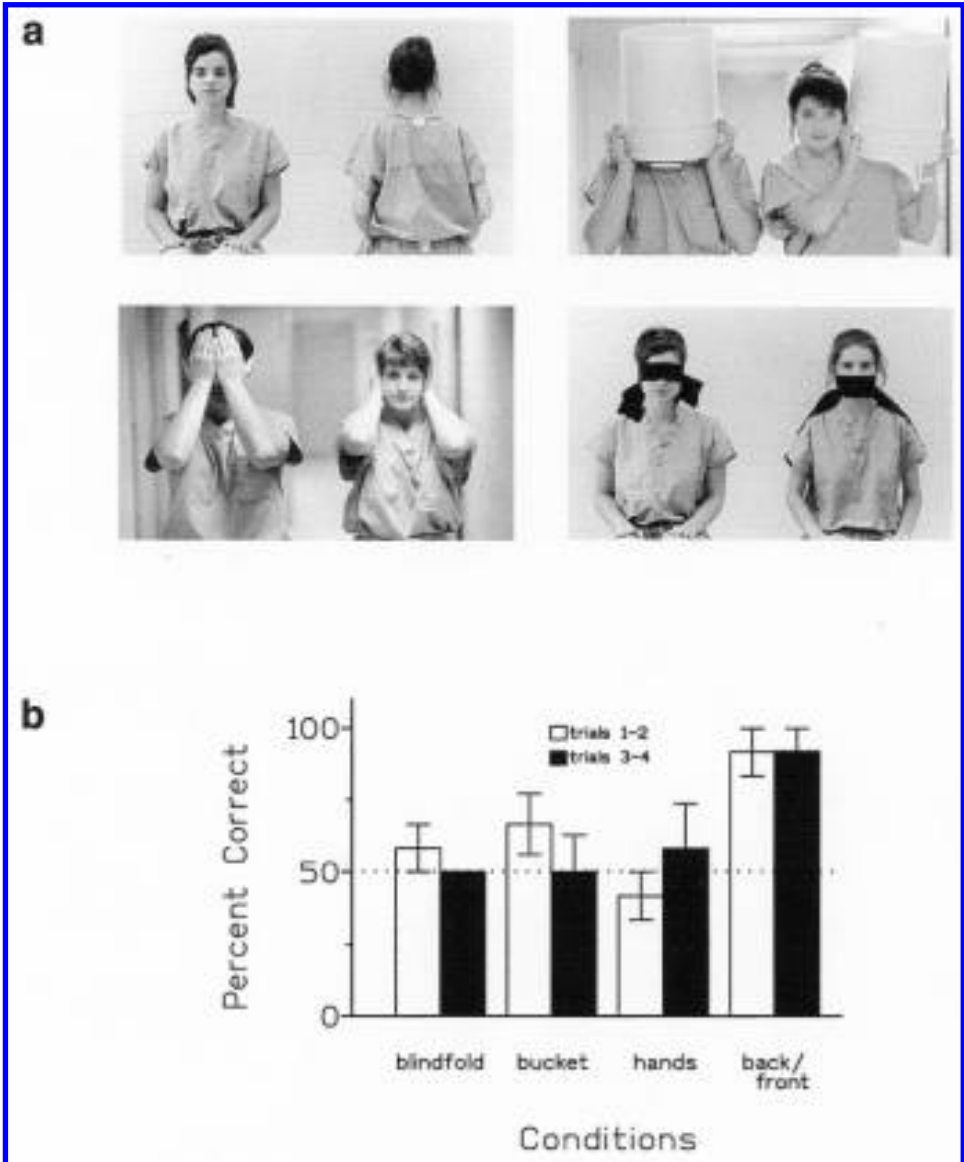 a
b
Percent Correct
100
50
0
trials 1-2
trials 3-4
blindfold
bucket
hands
back/
front
Conditions